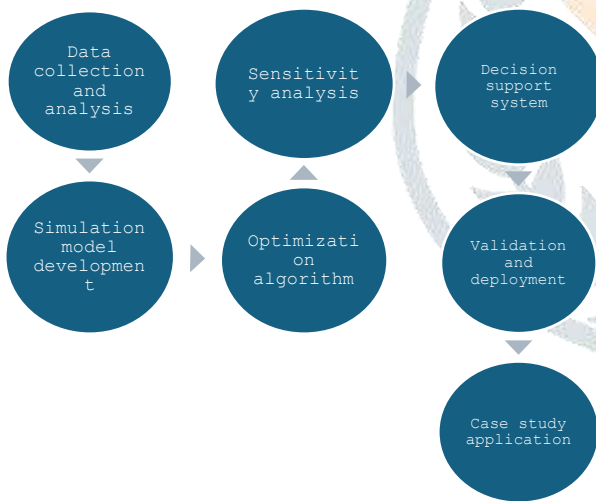 Data
collection
and
analysis
Simulation
model
developmen
t
Optimizati
on
algorithm
Sensitivit
y analysis
Decision
support
system
Validation
and
deployment
Case study
application